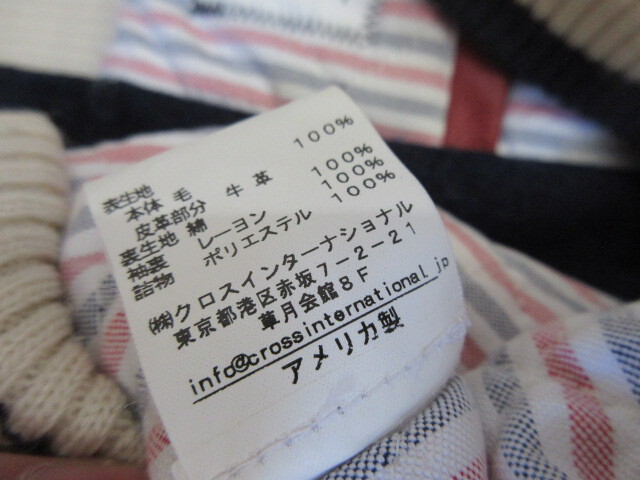 表生地
本体 毛 100%
皮革部分 牛革
表生地 綿 100%
袖裏 レーヨン 100%
詰物 ポリエステル 100%
㈱クロスインターナショナル
東京都港区赤坂7-2-21
草月会館8F
info@crossinternational.jp
アメリカ製